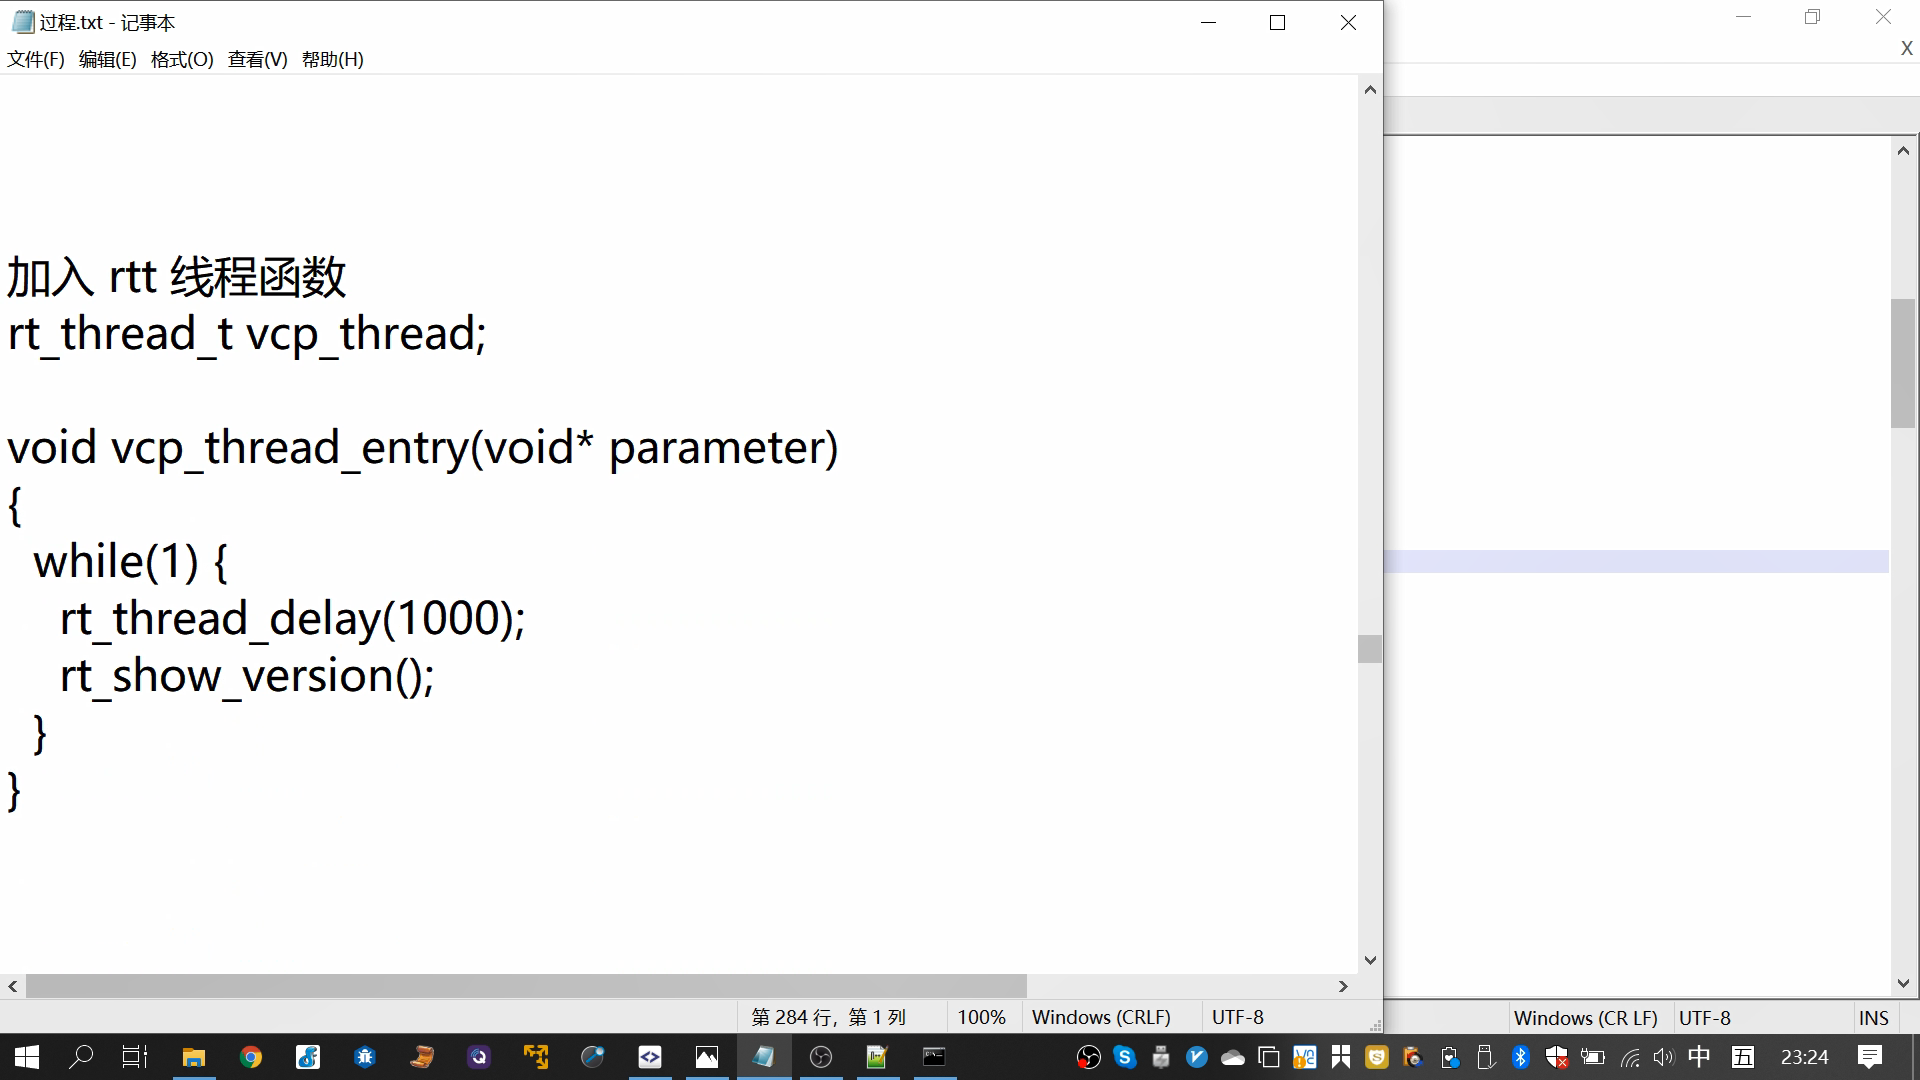 过程.txt - 记事本
文件(F) 编辑(E) 格式(O) 查看(V) 帮助(H)
X
加入 rtt 线程函数
rt_thread_t vcp_thread;
void vcp_thread_entry(void* parameter)
{
while(1) {
rt_thread_delay(1000);
rt_show_version();
}
}
第 284 行，第 1 列 100% Windows (CRLF) UTF-8
Windows (CR LF) UTF-8 INS
中 五 23:24